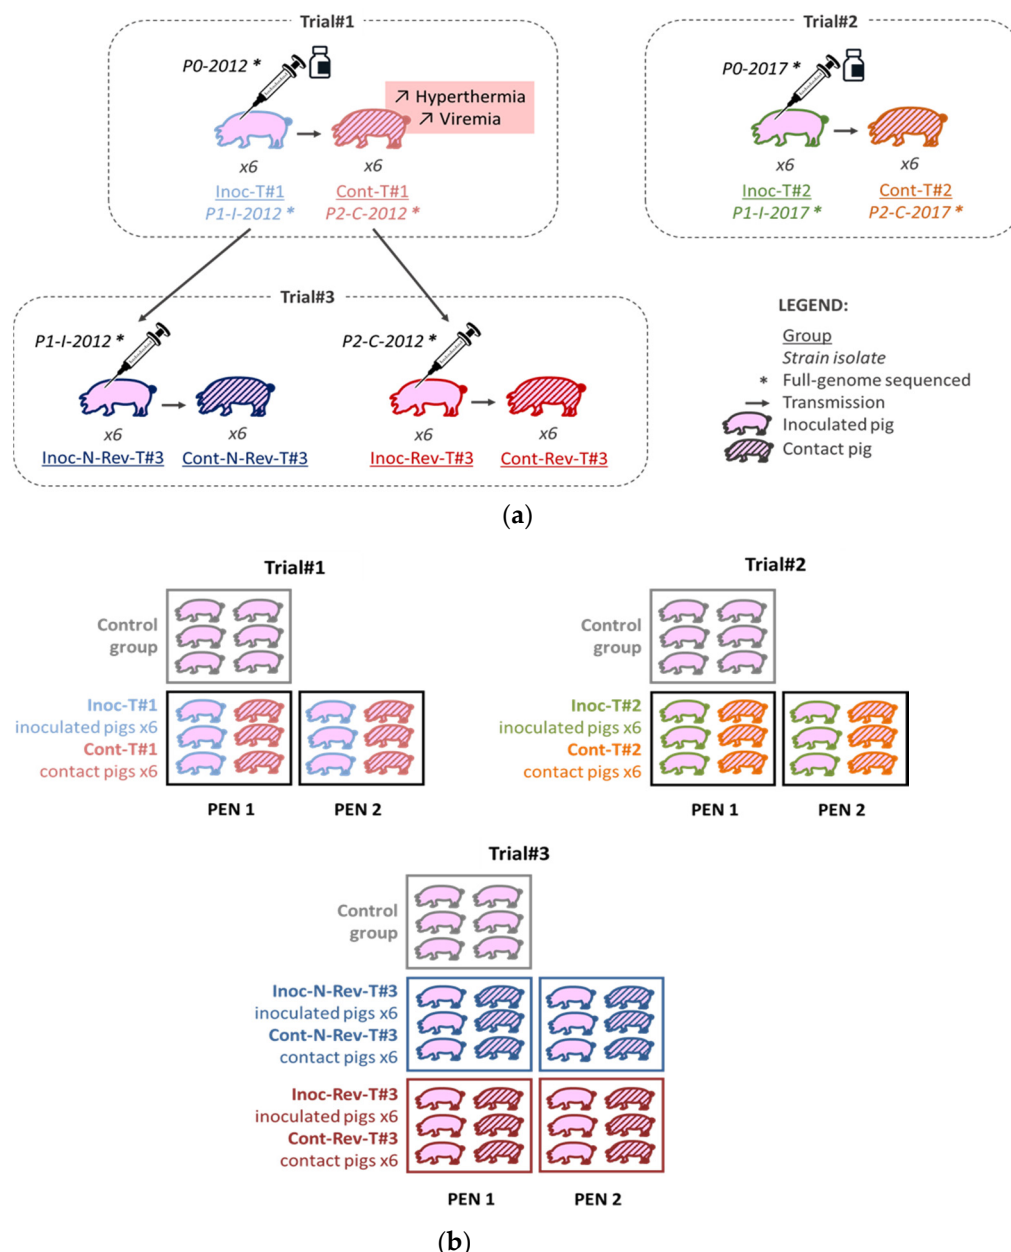 Trial#1
P0-2012 *
↗ Hyperthermia
↗ Viremia
x6
x6
Inoc-T#1
Cont-T#1
P1-I-2012 *
P2-C-2012 *
Trial#2
P0-2017 *
x6
x6
Inoc-T#2
Cont-T#2
P1-I-2017 *
P2-C-2017 *
Trial#3
P1-I-2012 *
P2-C-2012 *
x6
x6
x6
x6
Inoc-N-Rev-T#3
Cont-N-Rev-T#3
Inoc-Rev-T#3
Cont-Rev-T#3
LEGEND:
Group
Strain isolate
* Full-genome sequenced
Transmission
Inoculated pig
Contact pig
(a)
Trial#1
Control
group
Inoc-T#1
inoculated pigs x6
Cont-T#1
contact pigs x6
PEN 1
PEN 2
Trial#2
Control
group
Inoc-T#2
inoculated pigs x6
Cont-T#2
contact pigs x6
PEN 1
PEN 2
Trial#3
Control
group
Inoc-N-Rev-T#3
inoculated pigs x6
Cont-N-Rev-T#3
contact pigs x6
Inoc-Rev-T#3
inoculated pigs x6
Cont-Rev-T#3
contact pigs x6
PEN 1
PEN 2
(b)